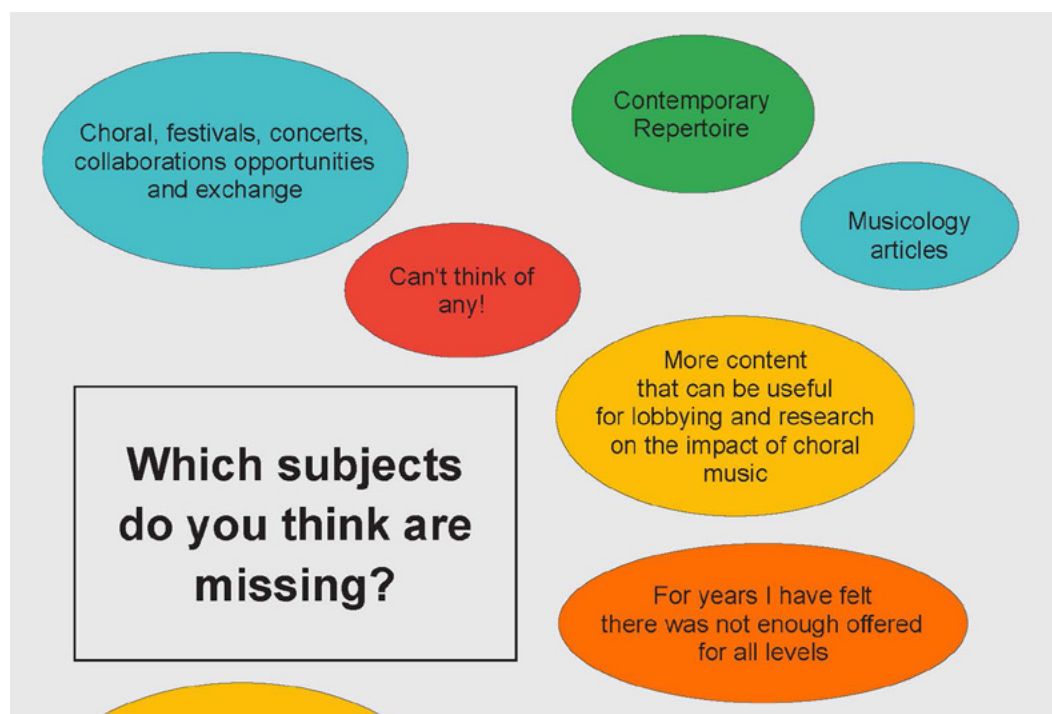 Choral, festivals, concerts,
collaborations opportunities
and exchange
Contemporary
Repertoire
Musicology
articles
Can't think of
any!
More content
that can be useful
for lobbying and research
on the impact of choral
music
Which subjects
do you think are
missing?
For years I have felt
there was not enough offered
for all levels